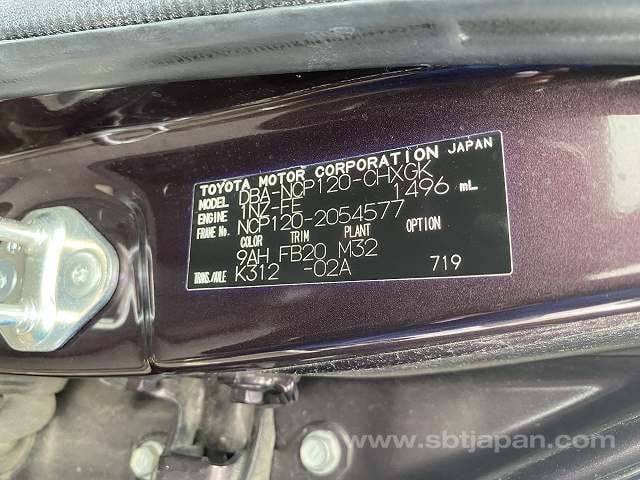 TOYOTA MOTOR CORPORATION JAPAN
MODEL DBA-NCP120-CHXGK
ENGINE 1NZ-FE 1496 mL
FRAME No. NCP120-2054577
COLOR TRIM PLANT OPTION
9AH FB20 M32
TRANS./AXLE K312 -02A 719
www.sbtjapan.com